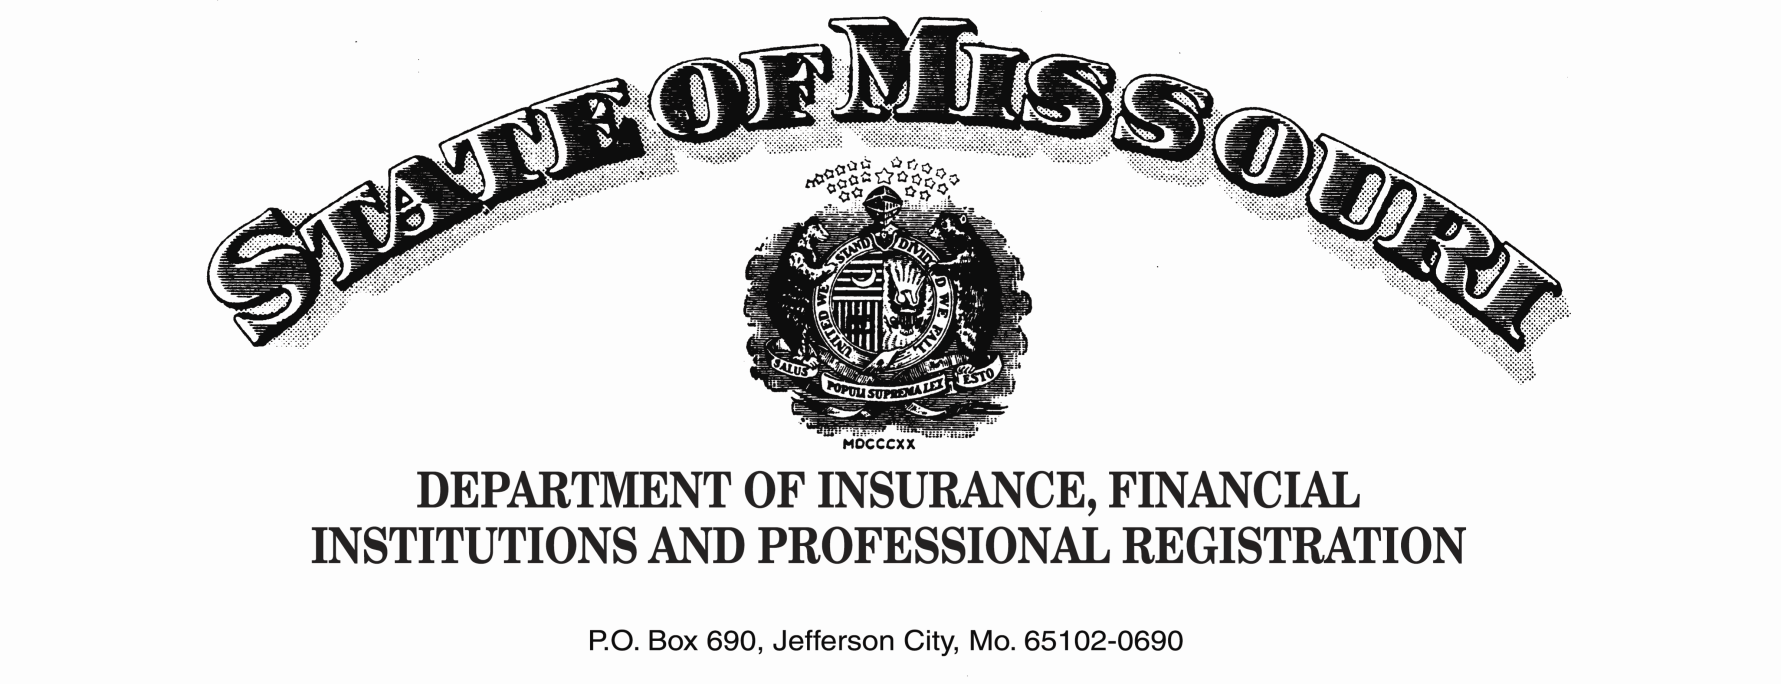 STATE OF MISSOURI
UNITED WE STAND DIVIDED WE FALL
SALUS POPULI SUPREMA LEX ESTO
MDCCCXX
DEPARTMENT OF INSURANCE, FINANCIAL
INSTITUTIONS AND PROFESSIONAL REGISTRATION
P.O. Box 690, Jefferson City, Mo. 65102-0690